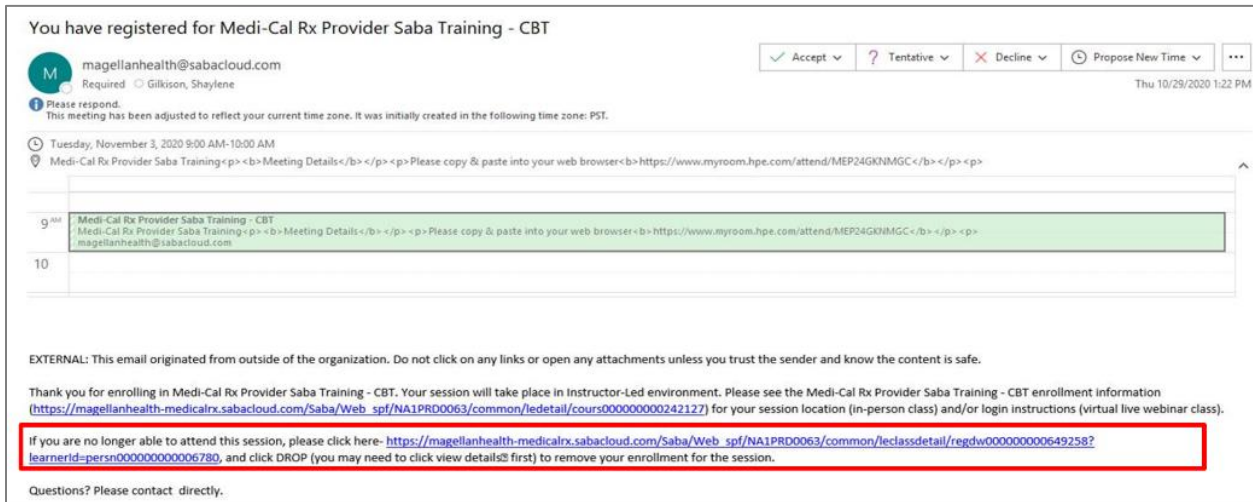 You have registered for Medi-Cal Rx Provider Saba Training - CBT
M
magellanhealth@sabacloud.com
Required Gilkison, Shaylene
Accept
? Tentative
Decline
Propose New Time
...
Thu 10/29/2020 1:22 PM
Please respond.
This meeting has been adjusted to reflect your current time zone. It was initially created in the following time zone: PST.
Tuesday, November 3, 2020 9:00 AM-10:00 AM
Medi-Cal Rx Provider Saba Training<p><b>Meeting Details</b></p><p>Please copy & paste into your web browser<b>https://www.myroom.hpe.com/attend/MEP24GKNMGC</b></p><p>
9 AM
Medi-Cal Rx Provider Saba Training - CBT
Medi-Cal Rx Provider Saba Training<p><b>Meeting Details</b></p><p>Please copy & paste into your web browser<b>https://www.myroom.hpe.com/attend/MEP24GKNMGC</b></p><p>
magellanhealth@sabacloud.com
10
EXTERNAL: This email originated from outside of the organization. Do not click on any links or open any attachments unless you trust the sender and know the content is safe.
Thank you for enrolling in Medi-Cal Rx Provider Saba Training - CBT. Your session will take place in Instructor-Led environment. Please see the Medi-Cal Rx Provider Saba Training - CBT enrollment information
(https://magellanhealth-medicalrx.sabacloud.com/Saba/Web_spf/NA1PRD0063/common/ledetail/cours000000000242127) for your session location (in-person class) and/or login instructions (virtual live webinar class).
If you are no longer able to attend this session, please click here- https://magellanhealth-medicalrx.sabacloud.com/Saba/Web_spf/NA1PRD0063/common/leclassdetail/regdw000000000649258?
learnerId=persn000000000006780, and click DROP (you may need to click view details first) to remove your enrollment for the session.
Questions? Please contact directly.